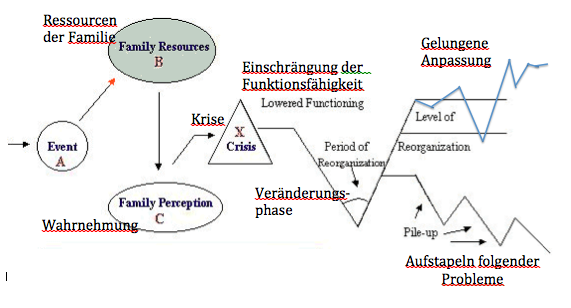 Ressourcen
der Familie
Family Resources
B
Event
A
Family Perception
C
Wahrnehmung
Krise
X
Crisis
Einschrängung der
Funktionsfähigkeit
Lowered Functioning
Period of
Reorganization
Veränderungs-
phase
Gelungene
Anpassung
Level of
Reorganization
Pile-up
Aufstapeln folgender
Probleme